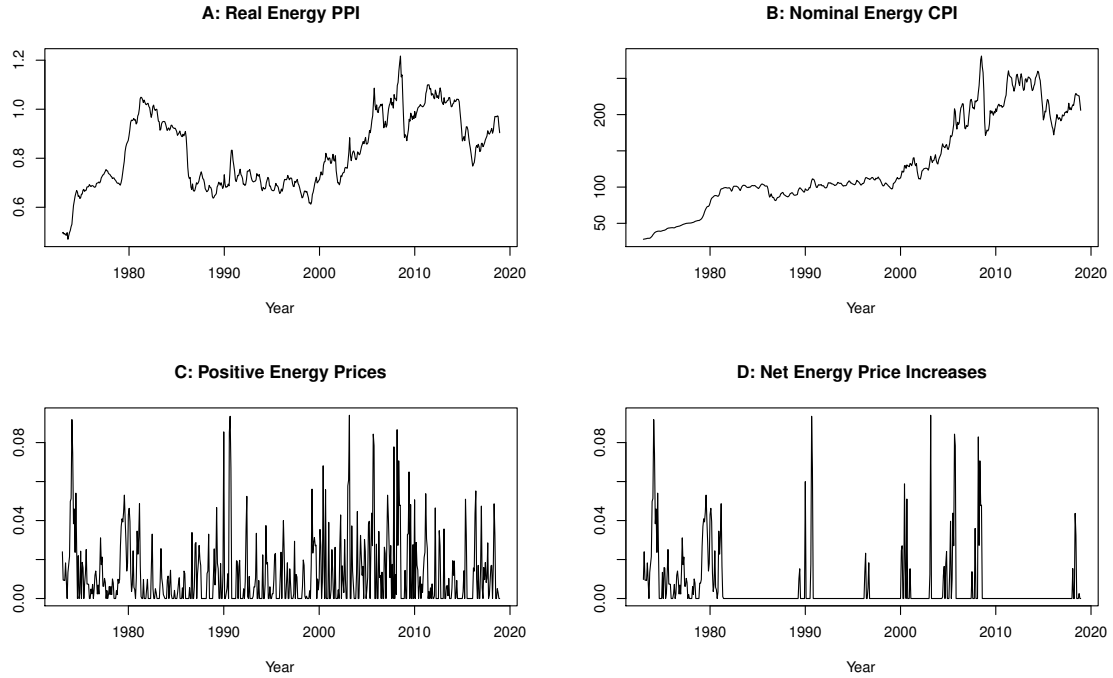 A: Real Energy PPI
0.6 0.8 1.0 1.2
1980 1990 2000 2010 2020
Year
B: Nominal Energy CPI
50 100 200
1980 1990 2000 2010 2020
Year
C: Positive Energy Prices
0.00 0.04 0.08
1980 1990 2000 2010 2020
Year
D: Net Energy Price Increases
0.00 0.04 0.08
1980 1990 2000 2010 2020
Year